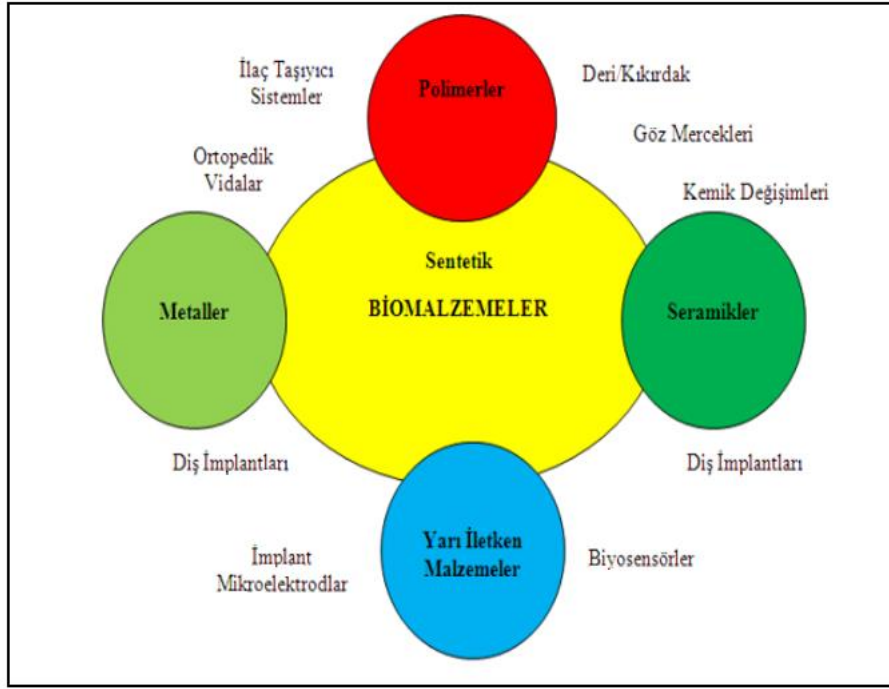 İlaç Taşıyıcı
Sistemler
Polimerler
Deri/Kıkırdak
Göz Mercekleri
Ortopedik
Vidalar
Kemik Değişimleri
Sentetik
BİOMALZEMELER
Metaller
Seramikler
Diş İmplantları
Diş İmplantları
Yarı İletken
Malzemeler
İmplant
Mikroelektrodlar
Biyosensörler